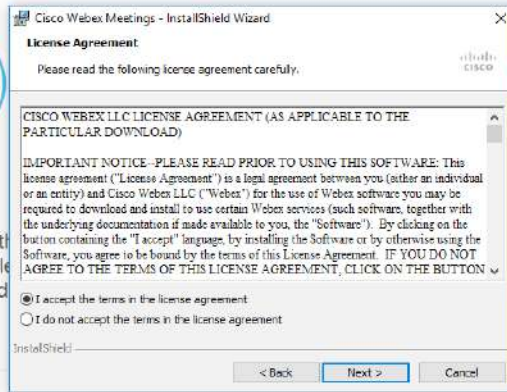 Cisco Webex Meetings - InstallShield Wizard
License Agreement
Please read the following license agreement carefully.
cisco
CISCO WEBEX LLC LICENSE AGREEMENT (AS APPLICABLE TO THE
PARTICULAR DOWNLOAD)
IMPORTANT NOTICE--PLEASE READ PRIOR TO USING THIS SOFTWARE: This
license agreement ("License Agreement") is a legal agreement between you (either an individual
or an entity) and Cisco Webex LLC ("Webex") for the use of Webex software you may be
required to download and install to use certain Webex services (such software, together with
the underlying documentation if made available to you, the "Software"). By clicking on the
button containing the "I accept" language, by installing the Software or by otherwise using the
Software, you agree to be bound by the terms of this License Agreement. IF YOU DO NOT
AGREE TO THE TERMS OF THIS LICENSE AGREEMENT, CLICK ON THE BUTTON
I accept the terms in the license agreement
I do not accept the terms in the license agreement
InstallShield
< Back Next > Cancel